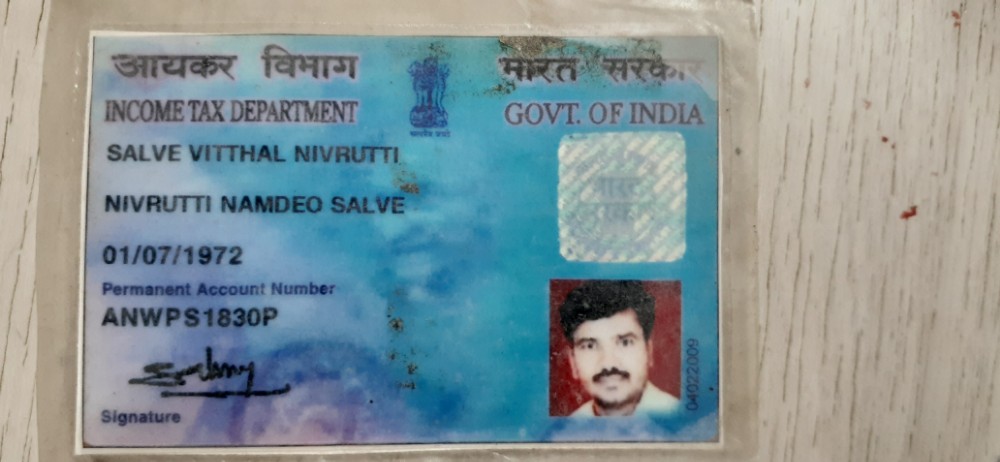 आयकर विभाग
भारत सरकार
INCOME TAX DEPARTMENT
GOVT. OF INDIA
SALVE VITTHAL NIVRUTTI
NIVRUTTI NAMDEO SALVE
01/07/1972
Permanent Account Number
ANWPS1830P
Signature
04022009